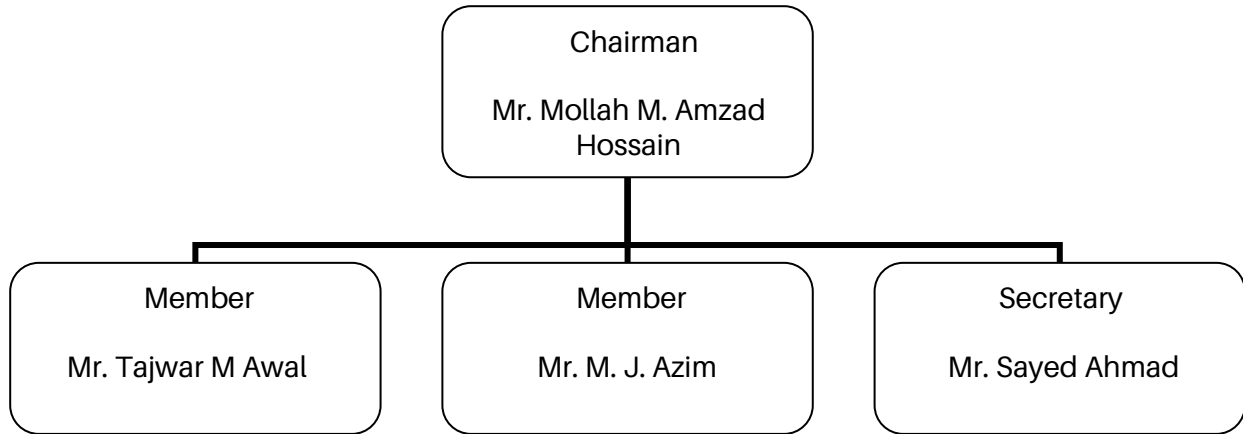 Chairman
Mr. Mollah M. Amzad
Hossain
Member
Mr. Tajwar M Awal
Member
Mr. M. J. Azim
Secretary
Mr. Sayed Ahmad